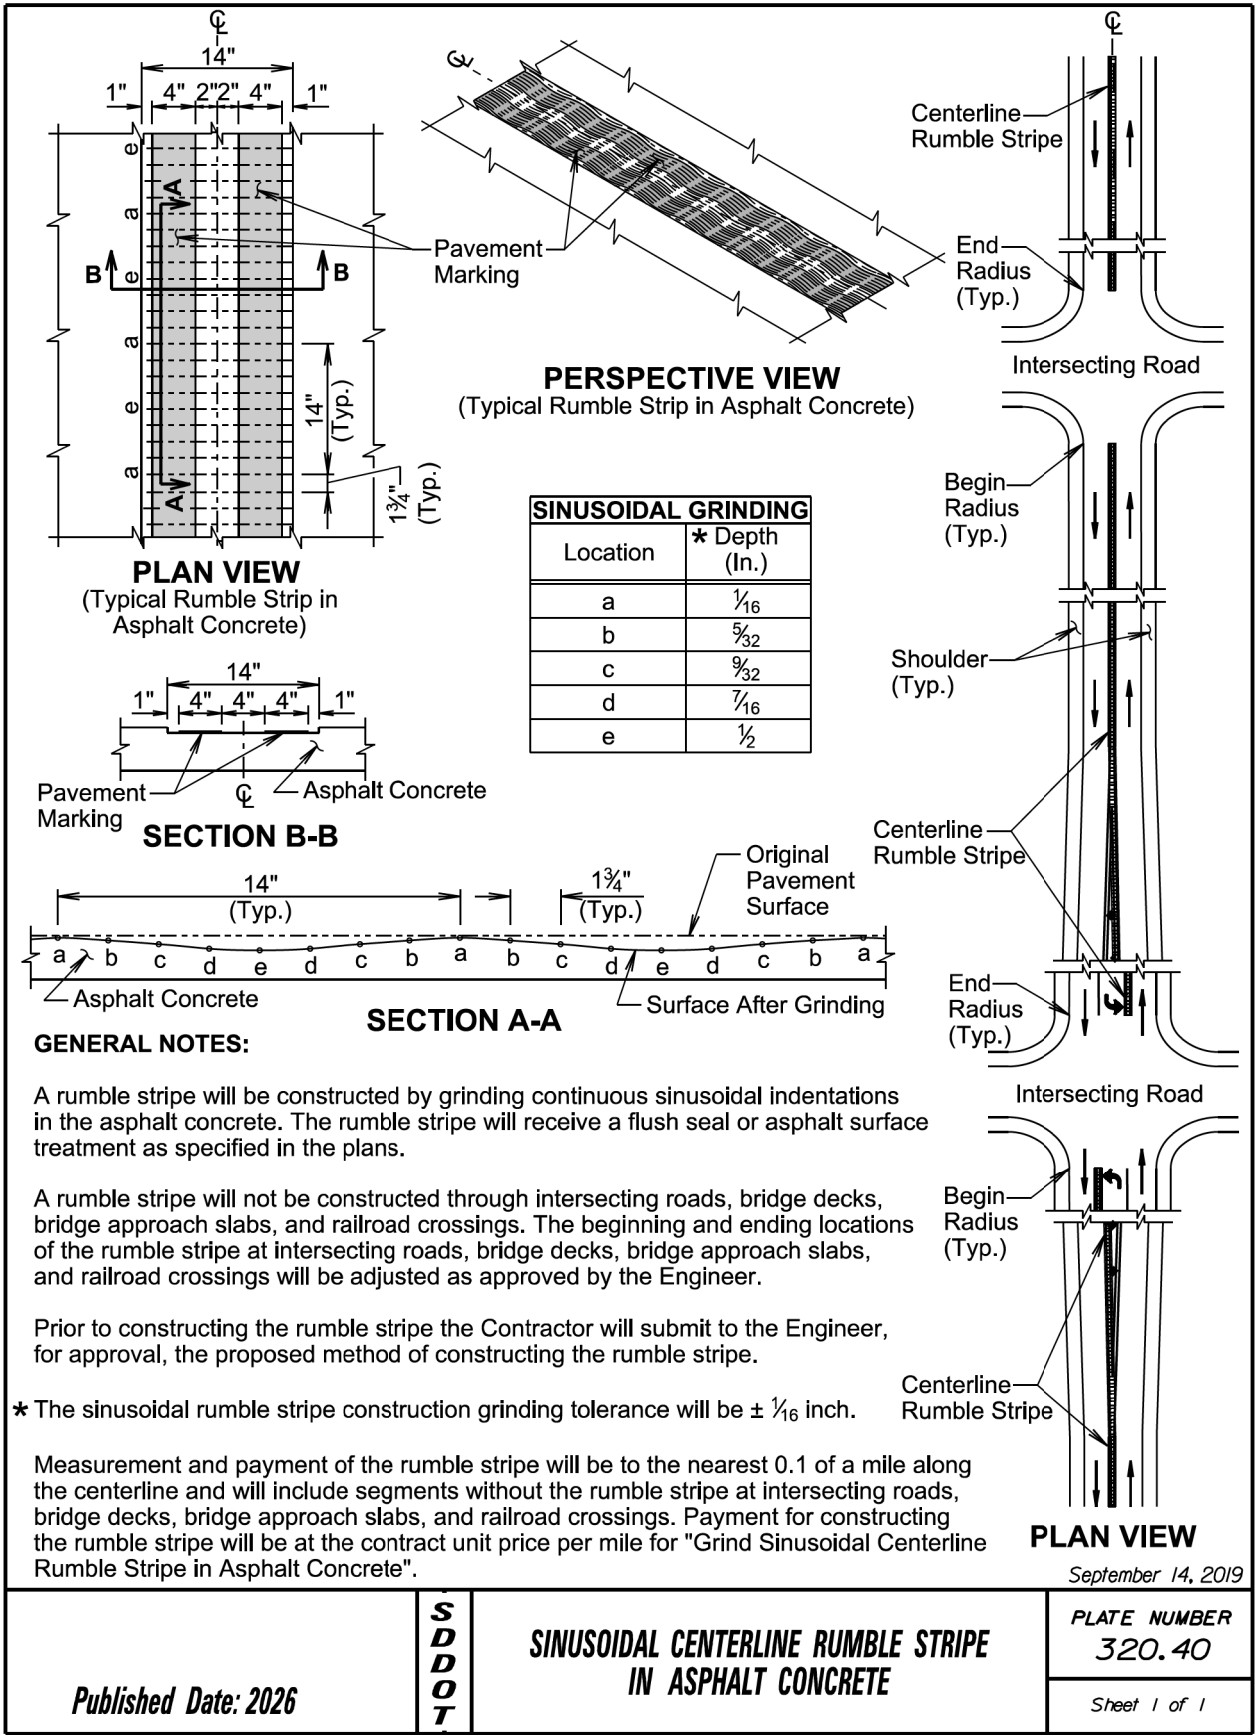 ℄
14"
1" 4" 2" 2" 4" 1"
e
a
e
a
e
a
A
A
B
B
14"
(Typ.)
1¾"
(Typ.)
Pavement
Marking
PLAN VIEW
(Typical Rumble Strip in
Asphalt Concrete)
℄
PERSPECTIVE VIEW
(Typical Rumble Strip in Asphalt Concrete)
SINUSOIDAL GRINDING
Location
* Depth
(In.)
a 1/16
b 5/32
c 9/32
d 7/16
e 1/2
14"
1" 4" 4" 4" 1"
Pavement
Marking
℄
Asphalt Concrete
SECTION B-B
14"
(Typ.)
1¾"
(Typ.)
Original
Pavement
Surface
a b c d e d c b a b c d e d c b a
Asphalt Concrete
Surface After Grinding
SECTION A-A
℄
Centerline
Rumble Stripe
End
Radius
(Typ.)
Intersecting Road
Begin
Radius
(Typ.)
Shoulder
(Typ.)
Centerline
Rumble Stripe
End
Radius
(Typ.)
Intersecting Road
Begin
Radius
(Typ.)
Centerline
Rumble Stripe
PLAN VIEW
GENERAL NOTES:
A rumble stripe will be constructed by grinding continuous sinusoidal indentations
in the asphalt concrete. The rumble stripe will receive a flush seal or asphalt surface
treatment as specified in the plans.
A rumble stripe will not be constructed through intersecting roads, bridge decks,
bridge approach slabs, and railroad crossings. The beginning and ending locations
of the rumble stripe at intersecting roads, bridge decks, bridge approach slabs,
and railroad crossings will be adjusted as approved by the Engineer.
Prior to constructing the rumble stripe the Contractor will submit to the Engineer,
for approval, the proposed method of constructing the rumble stripe.
* The sinusoidal rumble stripe construction grinding tolerance will be ± 1/16 inch.
Measurement and payment of the rumble stripe will be to the nearest 0.1 of a mile along
the centerline and will include segments without the rumble stripe at intersecting roads,
bridge decks, bridge approach slabs, and railroad crossings. Payment for constructing
the rumble stripe will be at the contract unit price per mile for "Grind Sinusoidal Centerline
Rumble Stripe in Asphalt Concrete".
September 14, 2019
Published Date: 2026
S
D
D
O
T
SINUSOIDAL CENTERLINE RUMBLE STRIPE
IN ASPHALT CONCRETE
PLATE NUMBER
320.40
Sheet 1 of 1